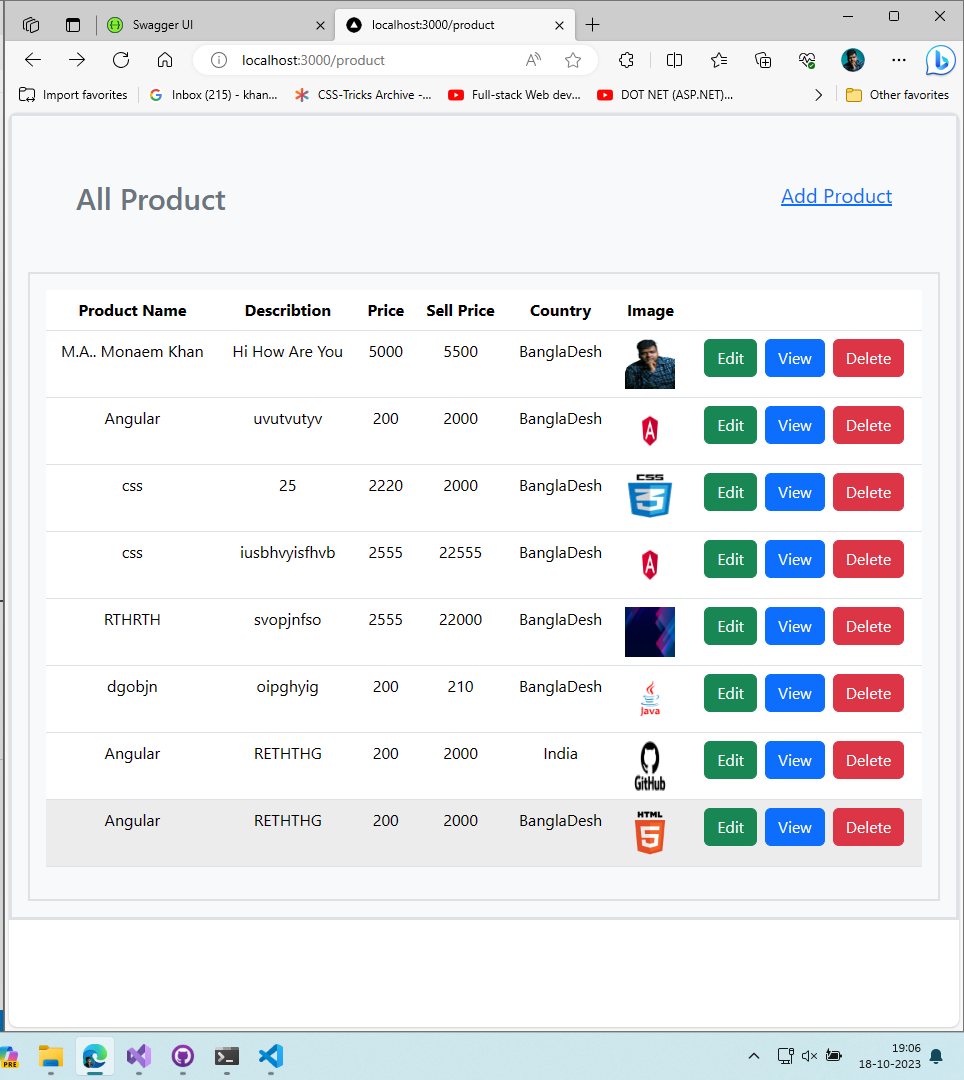 Swagger UI
localhost:3000/product
localhost:3000/product
Import favorites
Inbox (215) - khan...
CSS-Tricks Archive -...
Full-stack Web dev...
DOT NET (ASP.NET)...
Other favorites
All Product
Add Product
Product Name Describtion Price Sell Price Country Image
M.A.. Monaem Khan Hi How Are You 5000 5500 BanglaDesh Edit View Delete
Angular uvutvutyv 200 2000 BanglaDesh A Edit View Delete
css 25 2220 2000 BanglaDesh CSS 3 Edit View Delete
css iusbhvyisfhvb 2555 22555 BanglaDesh A Edit View Delete
RTHRTH svopjnfso 2555 22000 BanglaDesh Edit View Delete
dgobjn oipghyig 200 210 BanglaDesh Java Edit View Delete
Angular RETHTHG 200 2000 India GitHub Edit View Delete
Angular RETHTHG 200 2000 BanglaDesh HTML 5 Edit View Delete
PRE
19:06
18-10-2023